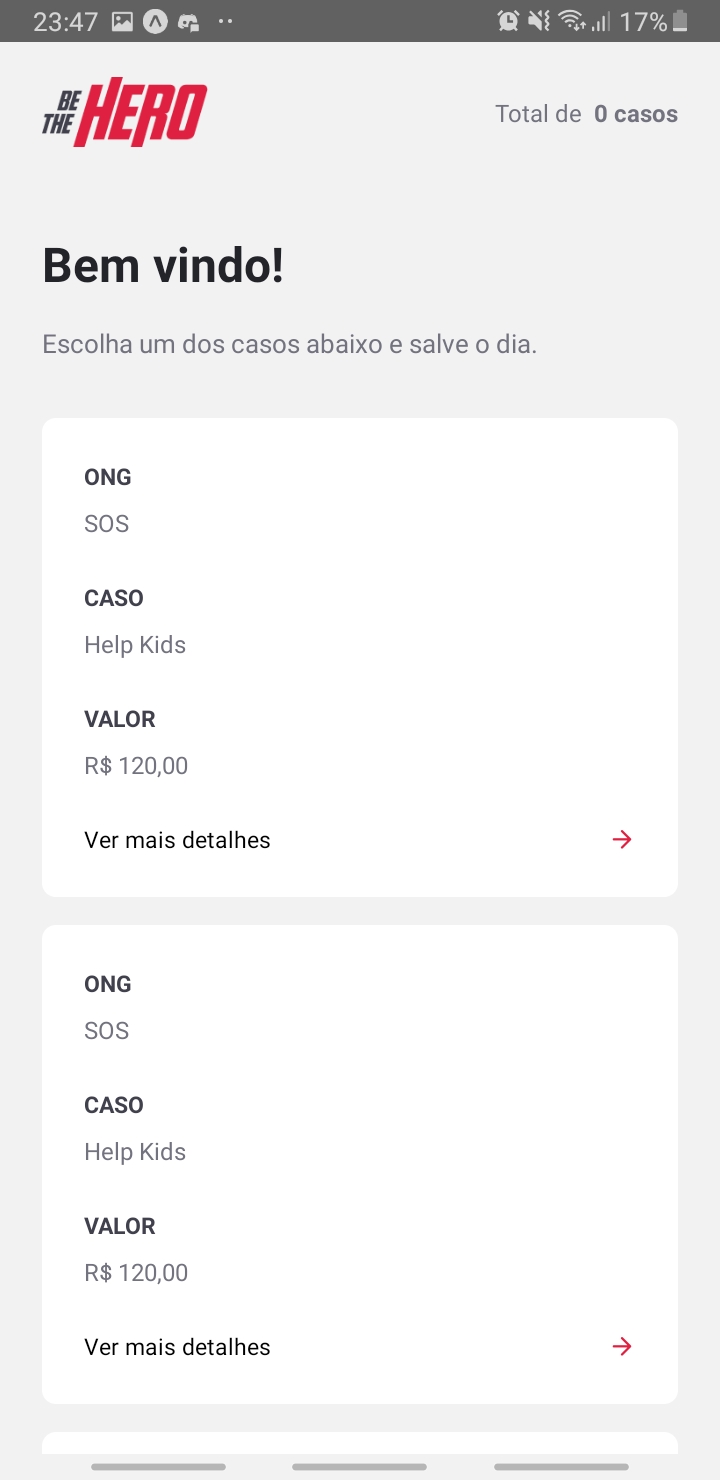 23:47
17%
BE THE HERO
Total de 0 casos
Bem vindo!
Escolha um dos casos abaixo e salve o dia.
ONG
SOS
CASO
Help Kids
VALOR
R$ 120,00
Ver mais detalhes
ONG
SOS
CASO
Help Kids
VALOR
R$ 120,00
Ver mais detalhes